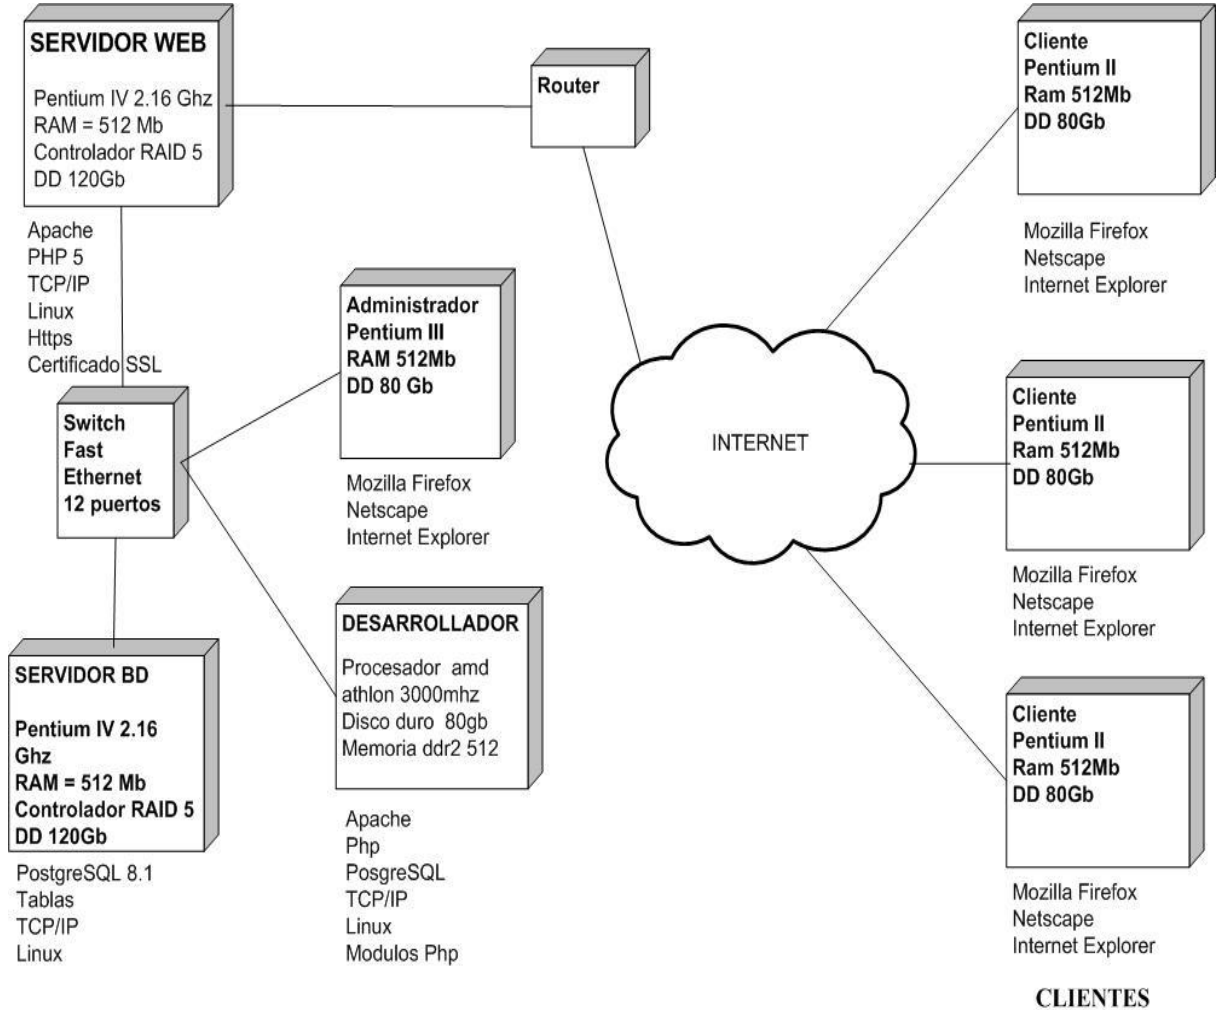 SERVIDOR WEB
Pentium IV 2.16 Ghz
RAM = 512 Mb
Controlador RAID 5
DD 120Gb
Apache
PHP 5
TCP/IP
Linux
Https
Certificado SSL
Router
Switch
Fast
Ethernet
12 puertos
Administrador
Pentium III
RAM 512Mb
DD 80 Gb
Mozilla Firefox
Netscape
Internet Explorer
SERVIDOR BD
Pentium IV 2.16
Ghz
RAM = 512 Mb
Controlador RAID 5
DD 120Gb
PostgreSQL 8.1
Tablas
TCP/IP
Linux
DESARROLLADOR
Procesador amd
athlon 3000mhz
Disco duro 80gb
Memoria ddr2 512
Apache
Php
PosgreSQL
TCP/IP
Linux
Modulos Php
INTERNET
Cliente
Pentium II
Ram 512Mb
DD 80Gb
Mozilla Firefox
Netscape
Internet Explorer
Cliente
Pentium II
Ram 512Mb
DD 80Gb
Mozilla Firefox
Netscape
Internet Explorer
Cliente
Pentium II
Ram 512Mb
DD 80Gb
Mozilla Firefox
Netscape
Internet Explorer
CLIENTES